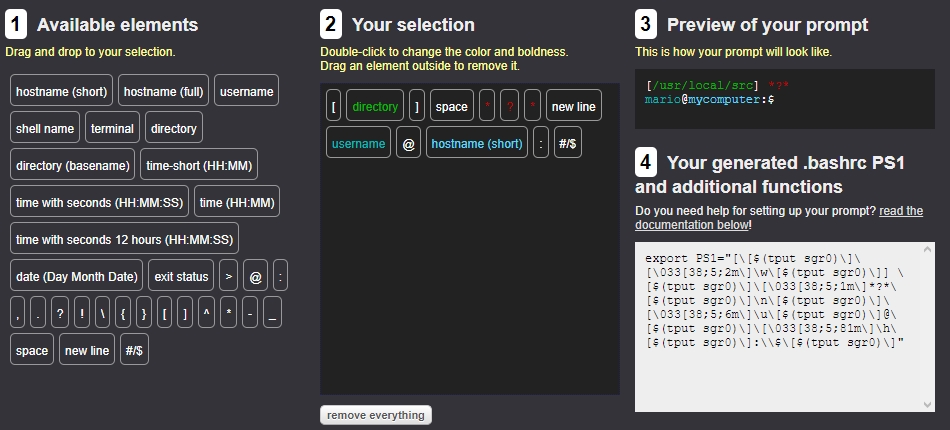 1 Available elements
Drag and drop to your selection.
hostname (short) hostname (full) username
shell name terminal directory
directory (basename) time-short (HH:MM)
time with seconds (HH:MM:SS) time (HH:MM)
time with seconds 12 hours (HH:MM:SS)
date (Day Month Date) exit status > @ :
, . ? ! \ { } [ ] ^ * - _
space new line #/$
2 Your selection
Double-click to change the color and boldness.
Drag an element outside to remove it.
[ directory ] space * ? * new line
username @ hostname (short) : #/$
remove everything
3 Preview of your prompt
This is how your prompt will look like.
[/usr/local/src] *?*
mario@mycomputer:$
4 Your generated .bashrc PS1
and additional functions
Do you need help for setting up your prompt? read the
documentation below!
export PS1="[\[$(tput sgr0)\]\
[\033[38;5;2m\]\w\[$(tput sgr0)\]] \
[$(tput sgr0)\]\[\033[38;5;1m\]*?*\
[$(tput sgr0)\]\n\[$(tput sgr0)\]\
[\033[38;5;6m\]\u\[$(tput sgr0)\]@\
[$(tput sgr0)\]\[\033[38;5;81m\]\h\
[$(tput sgr0)\]:\\$\[$(tput sgr0)\]"